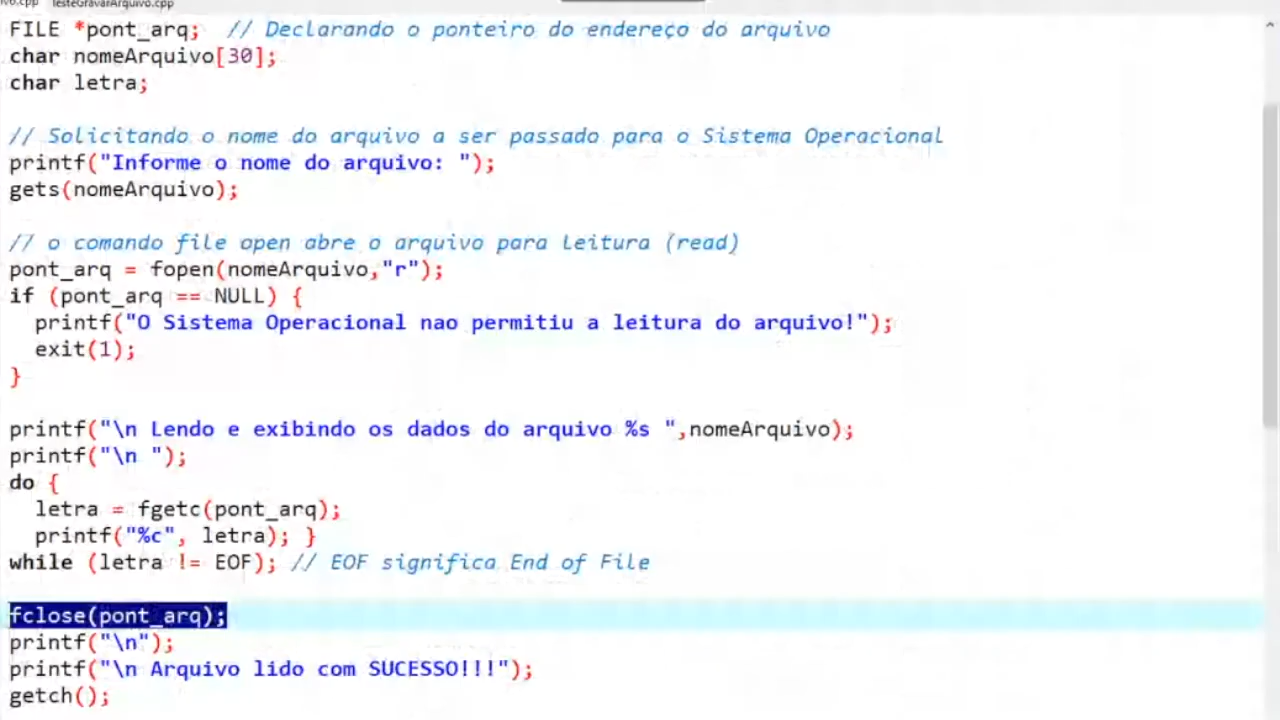 ivo.cpp TesteGravarArquivo.cpp
FILE *pont_arq; // Declarando o ponteiro do endereço do arquivo
char nomeArquivo[30];
char letra;
// Solicitando o nome do arquivo a ser passado para o Sistema Operacional
printf("Informe o nome do arquivo: ");
gets(nomeArquivo);
// o comando file open abre o arquivo para leitura (read)
pont_arq = fopen(nomeArquivo,"r");
if (pont_arq == NULL) {
printf("O Sistema Operacional nao permitiu a leitura do arquivo!");
exit(1);
}
printf("\n Lendo e exibindo os dados do arquivo %s ",nomeArquivo);
printf("\n ");
do {
letra = fgetc(pont_arq);
printf("%c", letra); }
while (letra != EOF); // EOF significa End of File
fclose(pont_arq);
printf("\n");
printf("\n Arquivo lido com SUCESSO!!!");
getch();